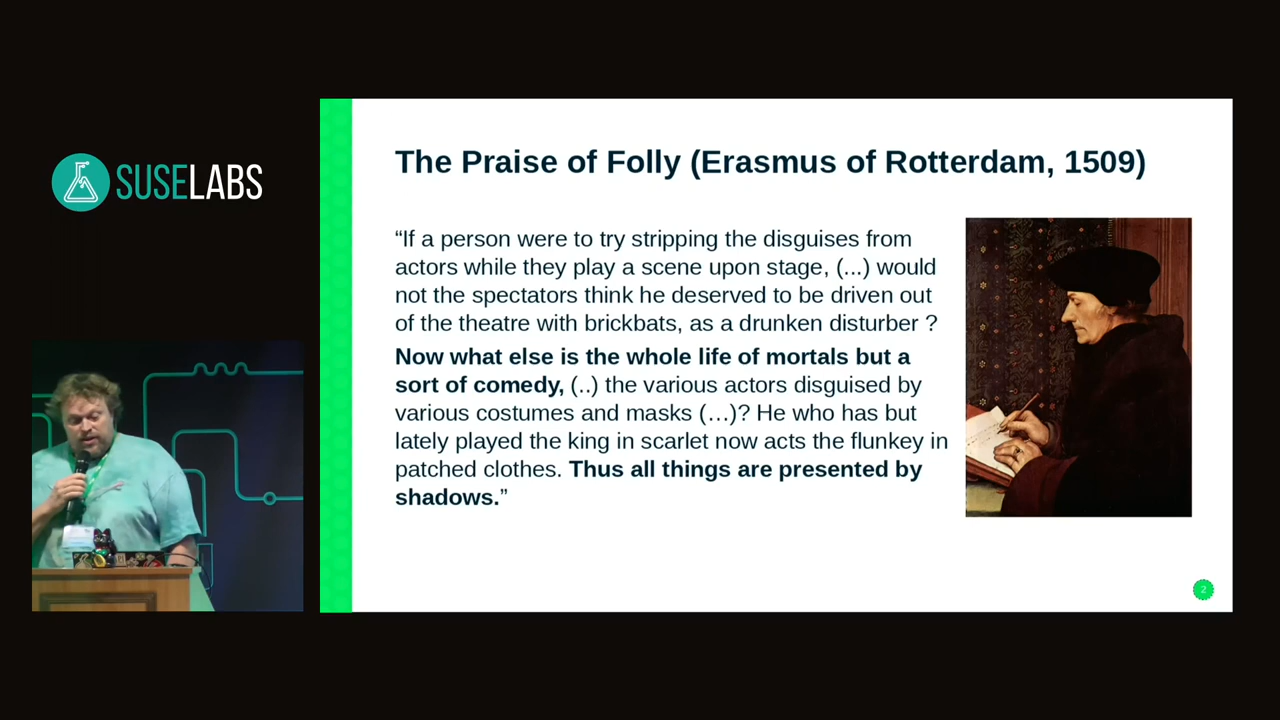 SUSELABS
The Praise of Folly (Erasmus of Rotterdam, 1509)
“If a person were to try stripping the disguises from
actors while they play a scene upon stage, (...) would
not the spectators think he deserved to be driven out
of the theatre with brickbats, as a drunken disturber ?
Now what else is the whole life of mortals but a
sort of comedy, (..) the various actors disguised by
various costumes and masks (…)? He who has but
lately played the king in scarlet now acts the flunkey in
patched clothes. Thus all things are presented by
shadows.”
2